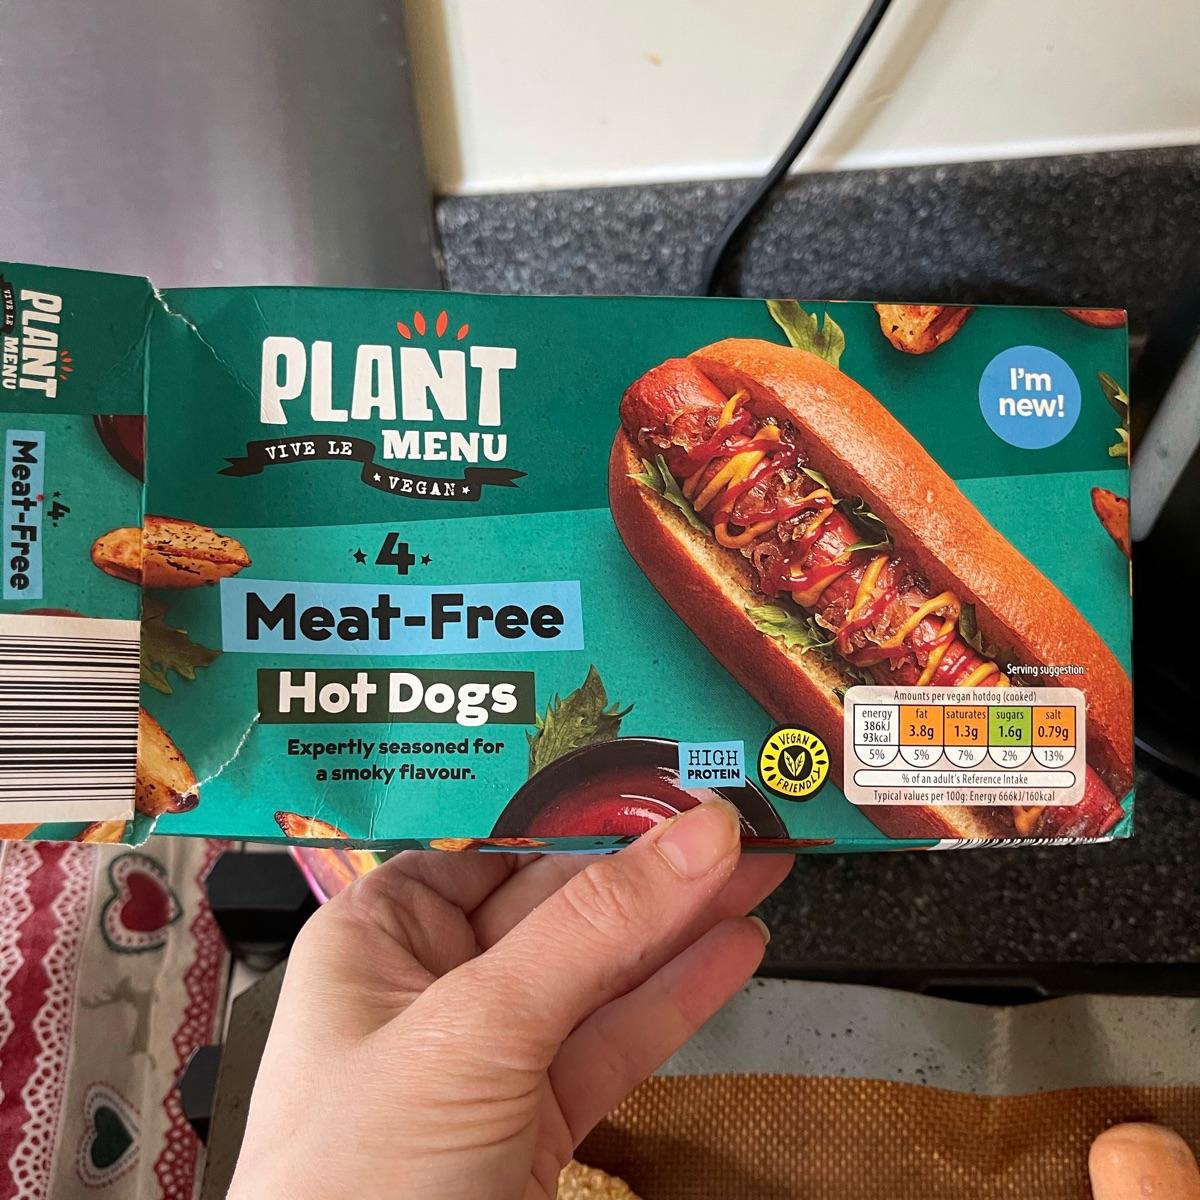 PLANT
VIVE LE
MENU
4
Meat-Free
PLANT
MENU
VIVE LE
VEGAN
4
Meat-Free
Hot Dogs
Expertly seasoned for
a smoky flavour.
I'm
new!
HIGH
PROTEIN
VEGAN
FRIENDLY
Serving suggestion
Amounts per vegan hotdog (cooked)
energy fat saturates sugars salt
386kJ
93kcal 3.8g 1.3g 1.6g 0.79g
5% 5% 7% 2% 13%
% of an adult's Reference Intake
Typical values per 100g: Energy 666kJ/160kcal